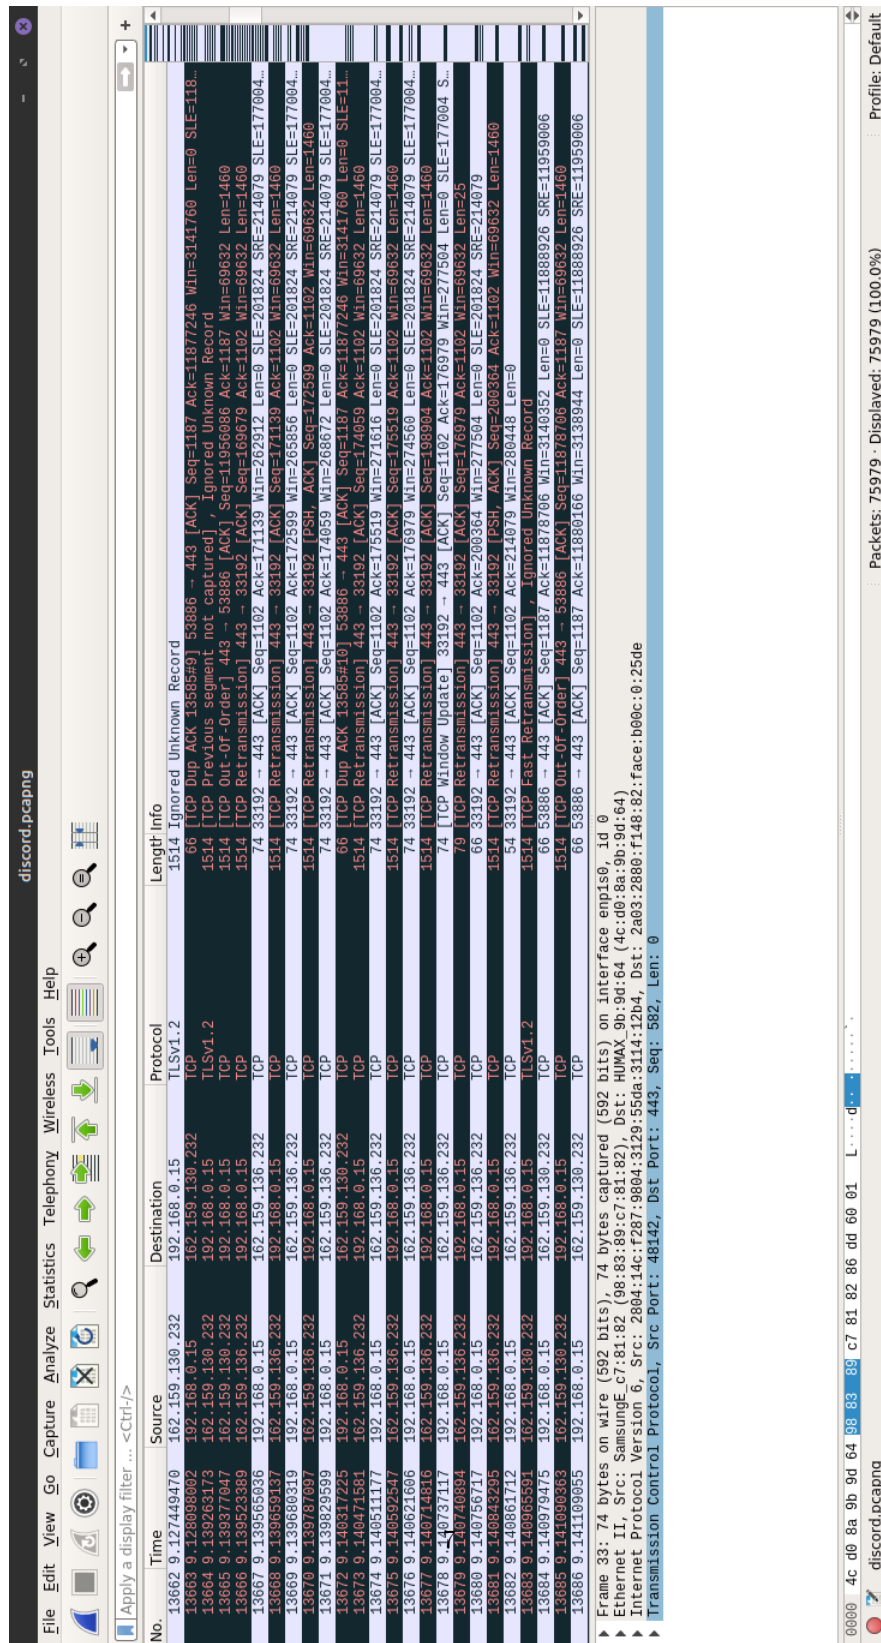 discord.pcapng
File Edit View Go Capture Analyze Statistics Telephony Wireless Tools Help
Apply a display filter ... <Ctrl-/>
No. Time Source Destination Protocol Length Info
13662 9.127449470 162.159.130.232 192.168.0.15 TLSv1.2 1514 Ignored Unknown Record
13663 9.128098002 192.168.0.15 162.159.130.232 TCP 66 [TCP Dup ACK 13585#9] 53886 → 443 [ACK] Seq=1187 Ack=11877246 Win=3141760 Len=0 SLE=118…
13664 9.139263173 162.159.130.232 192.168.0.15 TLSv1.2 1514 [TCP Previous segment not captured] , Ignored Unknown Record
13665 9.139377047 162.159.130.232 192.168.0.15 TCP 1514 [TCP Out-Of-Order] 443 → 53886 [ACK] Seq=11956086 Ack=1187 Win=69632 Len=1460
13666 9.139523389 162.159.136.232 192.168.0.15 TCP 1514 [TCP Retransmission] 443 → 33192 [ACK] Seq=169679 Ack=1102 Win=69632 Len=1460
13667 9.139565036 192.168.0.15 162.159.136.232 TCP 74 33192 → 443 [ACK] Seq=1102 Ack=171139 Win=262912 Len=0 SLE=201824 SRE=214079 SLE=177004…
13668 9.139659137 162.159.136.232 192.168.0.15 TCP 1514 [TCP Retransmission] 443 → 33192 [ACK] Seq=171139 Ack=1102 Win=69632 Len=1460
13669 9.139680319 192.168.0.15 162.159.136.232 TCP 74 33192 → 443 [ACK] Seq=1102 Ack=172599 Win=265856 Len=0 SLE=201824 SRE=214079 SLE=177004…
13670 9.139787097 162.159.136.232 192.168.0.15 TCP 1514 [TCP Retransmission] 443 → 33192 [PSH, ACK] Seq=172599 Ack=1102 Win=69632 Len=1460
13671 9.139829599 192.168.0.15 162.159.136.232 TCP 74 33192 → 443 [ACK] Seq=1102 Ack=174059 Win=268672 Len=0 SLE=201824 SRE=214079 SLE=177004…
13672 9.140317225 192.168.0.15 162.159.130.232 TCP 66 [TCP Dup ACK 13585#10] 53886 → 443 [ACK] Seq=1187 Ack=11877246 Win=3141760 Len=0 SLE=11…
13673 9.140471581 162.159.136.232 192.168.0.15 TCP 1514 [TCP Retransmission] 443 → 33192 [ACK] Seq=174059 Ack=1102 Win=69632 Len=1460
13674 9.140511177 192.168.0.15 162.159.136.232 TCP 74 33192 → 443 [ACK] Seq=1102 Ack=175519 Win=271616 Len=0 SLE=201824 SRE=214079 SLE=177004…
13675 9.140592547 162.159.136.232 192.168.0.15 TCP 1514 [TCP Retransmission] 443 → 33192 [ACK] Seq=175519 Ack=1102 Win=69632 Len=1460
13676 9.140621606 192.168.0.15 162.159.136.232 TCP 74 33192 → 443 [ACK] Seq=1102 Ack=176979 Win=274560 Len=0 SLE=201824 SRE=214079 SLE=177004…
13677 9.140714816 162.159.136.232 192.168.0.15 TCP 1514 [TCP Retransmission] 443 → 33192 [ACK] Seq=198904 Ack=1102 Win=69632 Len=1460
13678 9.140737117 192.168.0.15 162.159.136.232 TCP 74 [TCP Window Update] 33192 → 443 [ACK] Seq=1102 Ack=176979 Win=277504 Len=0 SLE=177004 S…
13679 9.140740894 162.159.136.232 192.168.0.15 TCP 79 [TCP Retransmission] 443 → 33192 [ACK] Seq=176979 Ack=1102 Win=69632 Len=25
13680 9.140756717 192.168.0.15 162.159.136.232 TCP 66 33192 → 443 [ACK] Seq=1102 Ack=200364 Win=277504 Len=0 SLE=201824 SRE=214079
13681 9.140843295 162.159.136.232 192.168.0.15 TCP 1514 [TCP Retransmission] 443 → 33192 [PSH, ACK] Seq=200364 Ack=1102 Win=69632 Len=1460
13682 9.140861712 192.168.0.15 162.159.136.232 TCP 54 33192 → 443 [ACK] Seq=1102 Ack=214079 Win=280448 Len=0
13683 9.140965591 162.159.130.232 192.168.0.15 TLSv1.2 1514 [TCP Fast Retransmission] , Ignored Unknown Record
13684 9.140979475 192.168.0.15 162.159.130.232 TCP 66 53886 → 443 [ACK] Seq=1187 Ack=11878706 Win=3140352 Len=0 SLE=11888926 SRE=11959006
13685 9.141090363 162.159.130.232 192.168.0.15 TCP 1514 [TCP Out-Of-Order] 443 → 53886 [ACK] Seq=11878706 Ack=1187 Win=69632 Len=1460
13686 9.141109055 192.168.0.15 162.159.130.232 TCP 66 53886 → 443 [ACK] Seq=1187 Ack=11880166 Win=3138944 Len=0 SLE=11888926 SRE=11959006
Frame 33: 74 bytes on wire (592 bits), 74 bytes captured (592 bits) on interface enp1s0, id 0
Ethernet II, Src: SamsungE_c7:81:82 (98:83:89:c7:81:82), Dst: HUMAX_9b:9d:64 (4c:d0:8a:9b:9d:64)
Internet Protocol Version 6, Src: 2804:14c:f287:9804:3129:55da:3114:12b4, Dst: 2a03:2880:f148:82:face:b00c:0:25de
Transmission Control Protocol, Src Port: 48142, Dst Port: 443, Seq: 582, Len: 0
0000 4c d0 8a 9b 9d 64 98 83 89 c7 81 82 86 dd 60 01 L····d·· ······`·
discord.pcapng Packets: 75979 · Displayed: 75979 (100.0%) Profile: Default